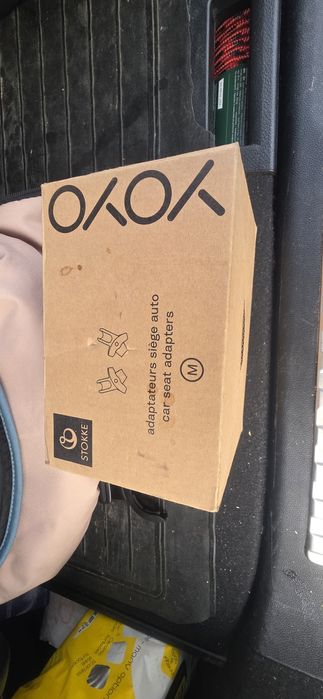 YOYO
adaptateurs siège auto
car seat adapters
M
STOKKE